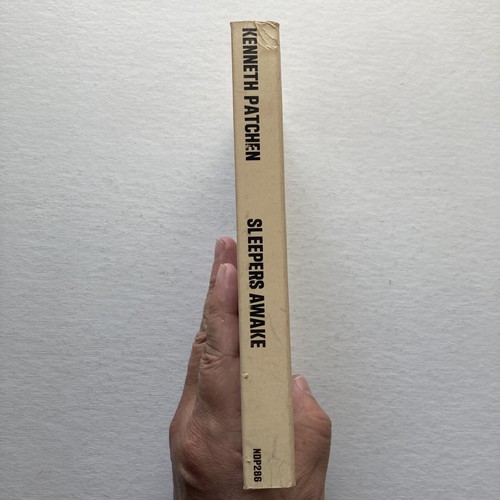 KENNETH PATCHEN
SLEEPERS AWAKE
NDP286